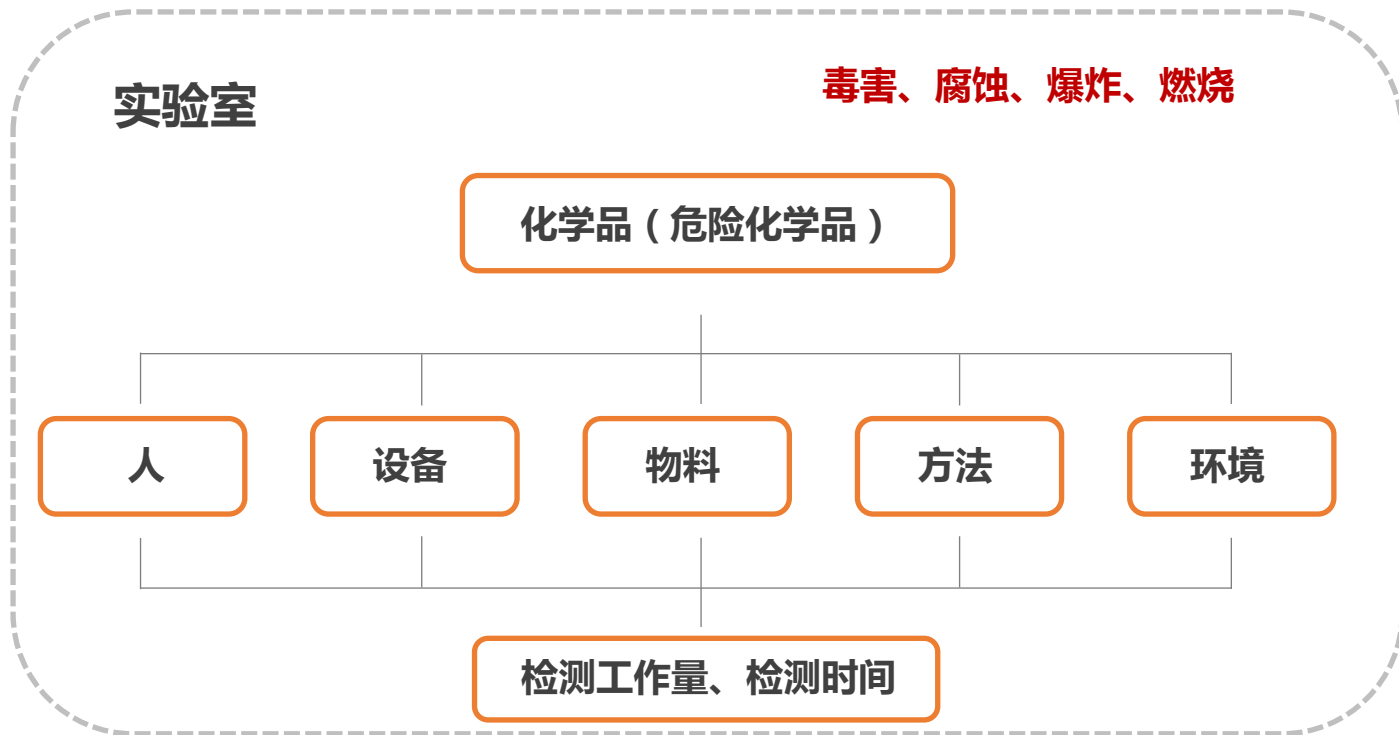 实验室
毒害、腐蚀、爆炸、燃烧
化学品（危险化学品）
人
设备
物料
方法
环境
检测工作量、检测时间